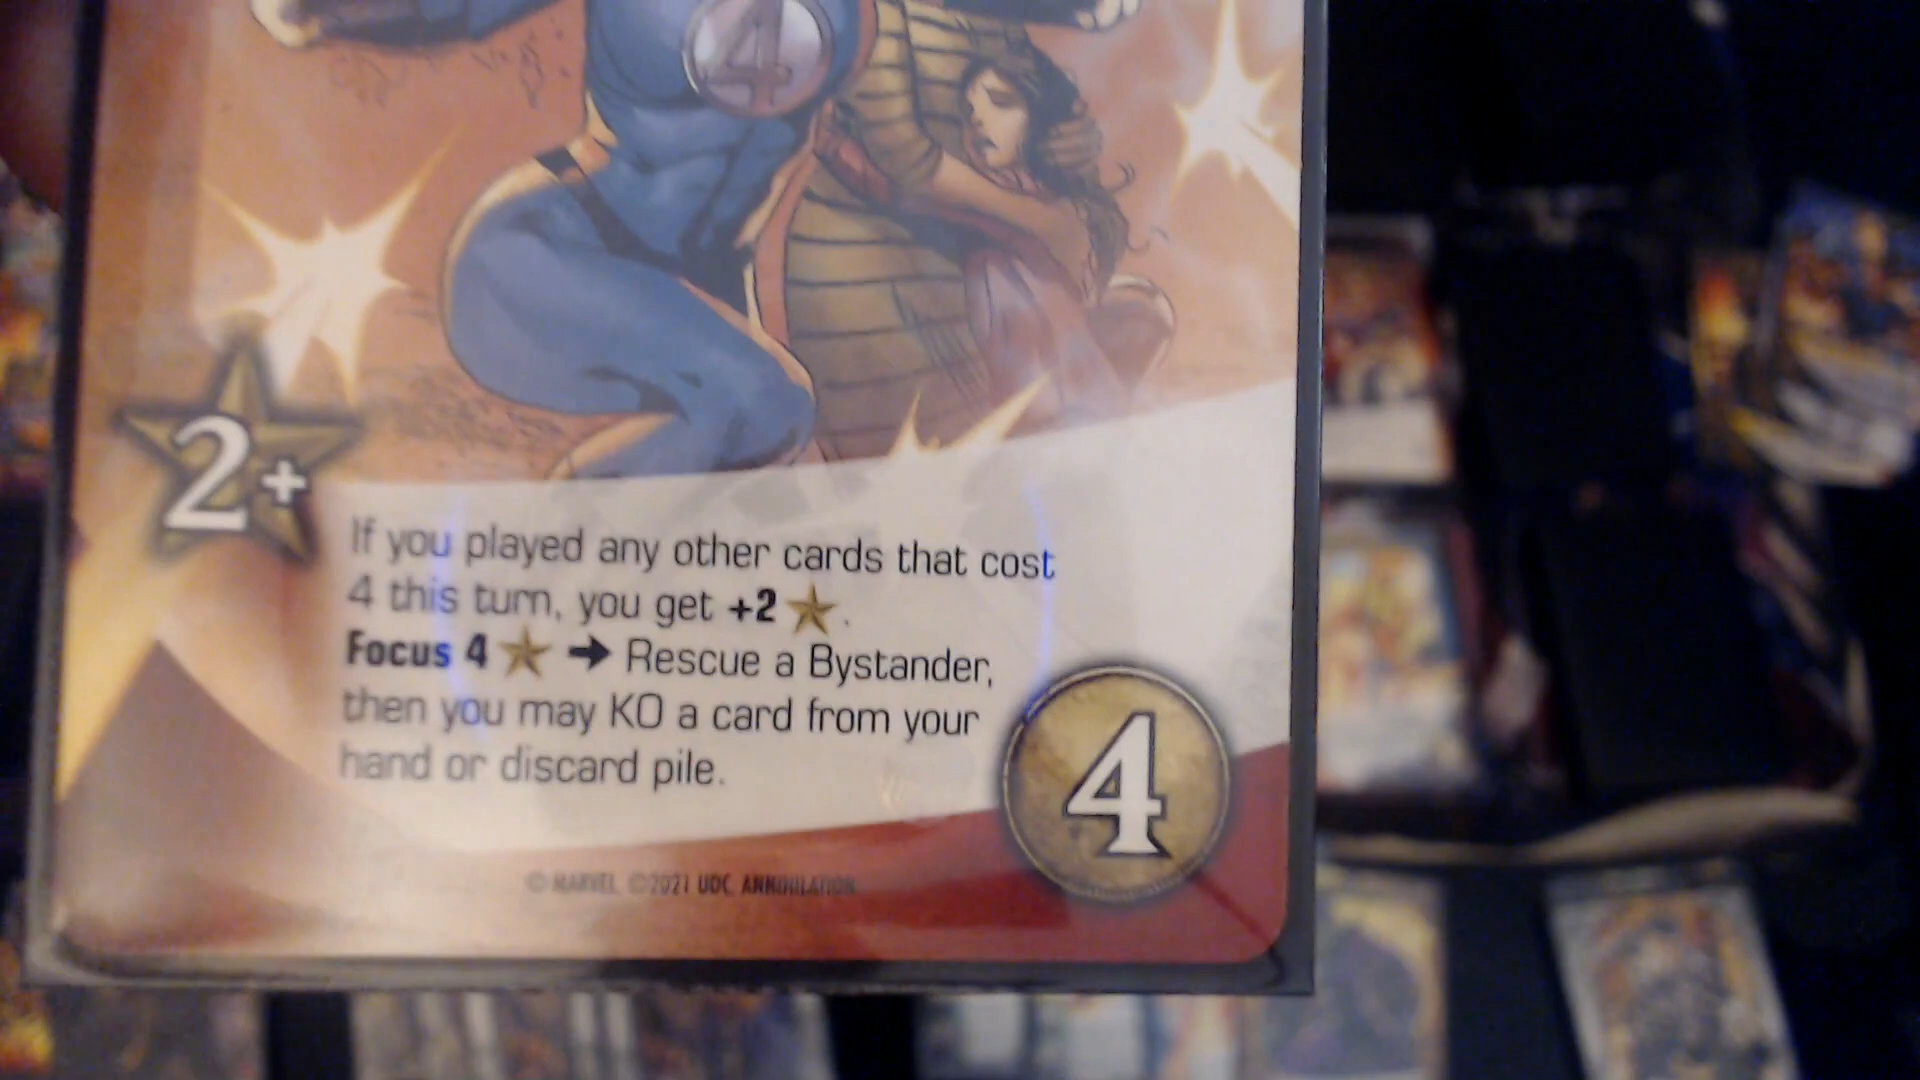 4
2+
If you played any other cards that cost
4 this turn, you get +2 .
Focus 4 → Rescue a Bystander,
then you may KO a card from your
hand or discard pile.
4
© MARVEL ©2021 UDC. ANNIHILATION